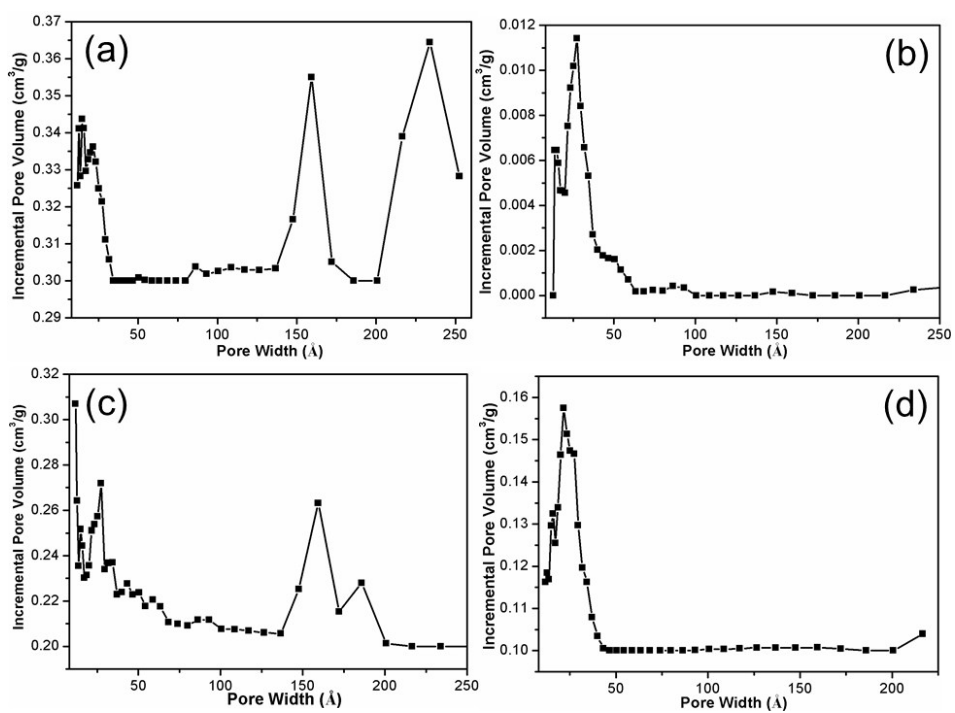 (a)
Incremental Pore Volume (cm³/g)
0.37
0.36
0.35
0.34
0.33
0.32
0.31
0.30
0.29
50 100 150 200 250
Pore Width (Å)
(b)
Incremental Pore Volume (cm³/g)
0.012
0.010
0.008
0.006
0.004
0.002
0.000
50 100 150 200 250
Pore Width (Å)
(c)
Incremental Pore Volume (cm³/g)
0.32
0.30
0.28
0.26
0.24
0.22
0.20
50 100 150 200 250
Pore Width (Å)
(d)
Incremental Pore Volume (cm³/g)
0.16
0.15
0.14
0.13
0.12
0.11
0.10
50 100 150 200
Pore Width (Å)